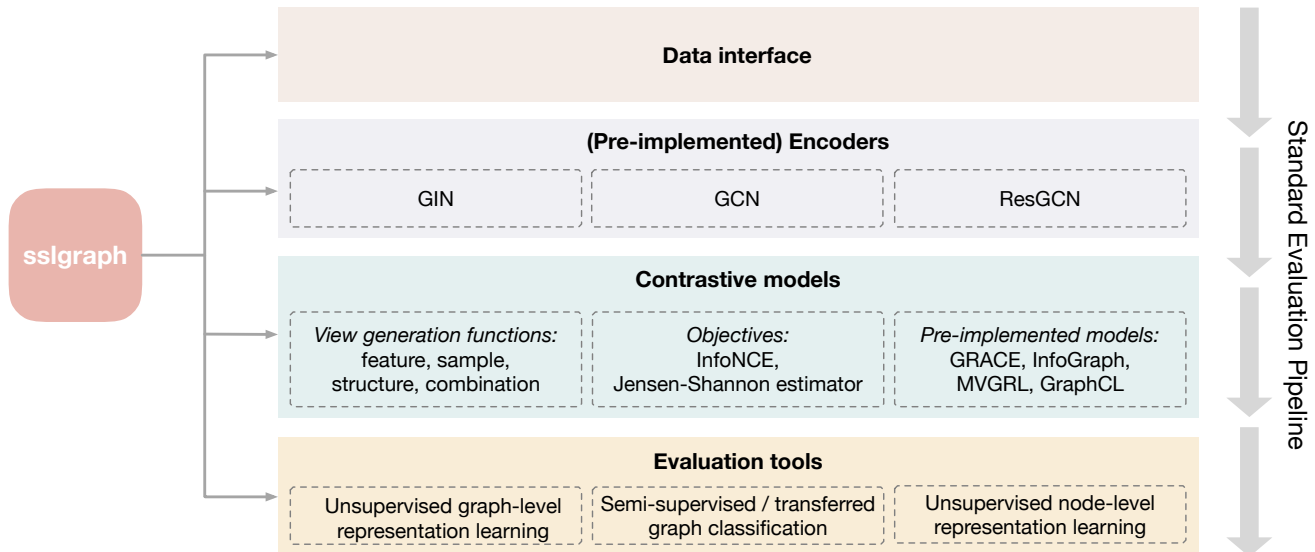 sslgraph
Data interface
(Pre-implemented) Encoders
GIN
GCN
ResGCN
Contrastive models
View generation functions:
feature, sample,
structure, combination
Objectives:
InfoNCE,
Jensen-Shannon estimator
Pre-implemented models:
GRACE, InfoGraph,
MVGRL, GraphCL
Evaluation tools
Unsupervised graph-level
representation learning
Semi-supervised / transferred
graph classification
Unsupervised node-level
representation learning
Standard Evaluation Pipeline